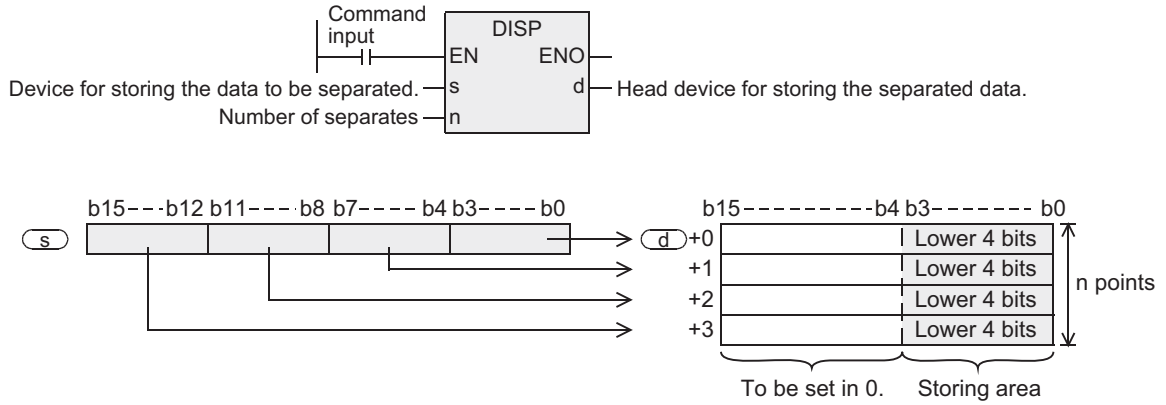 Command
input
DISP
EN ENO
Device for storing the data to be separated. s d Head device for storing the separated data.
Number of separates n
b15----b12 b11-----b8 b7-----b4 b3-----b0 b15----------b4 b3-------b0
s d +0 Lower 4 bits
+1 Lower 4 bits
n points
+2 Lower 4 bits
+3 Lower 4 bits
To be set in 0. Storing area